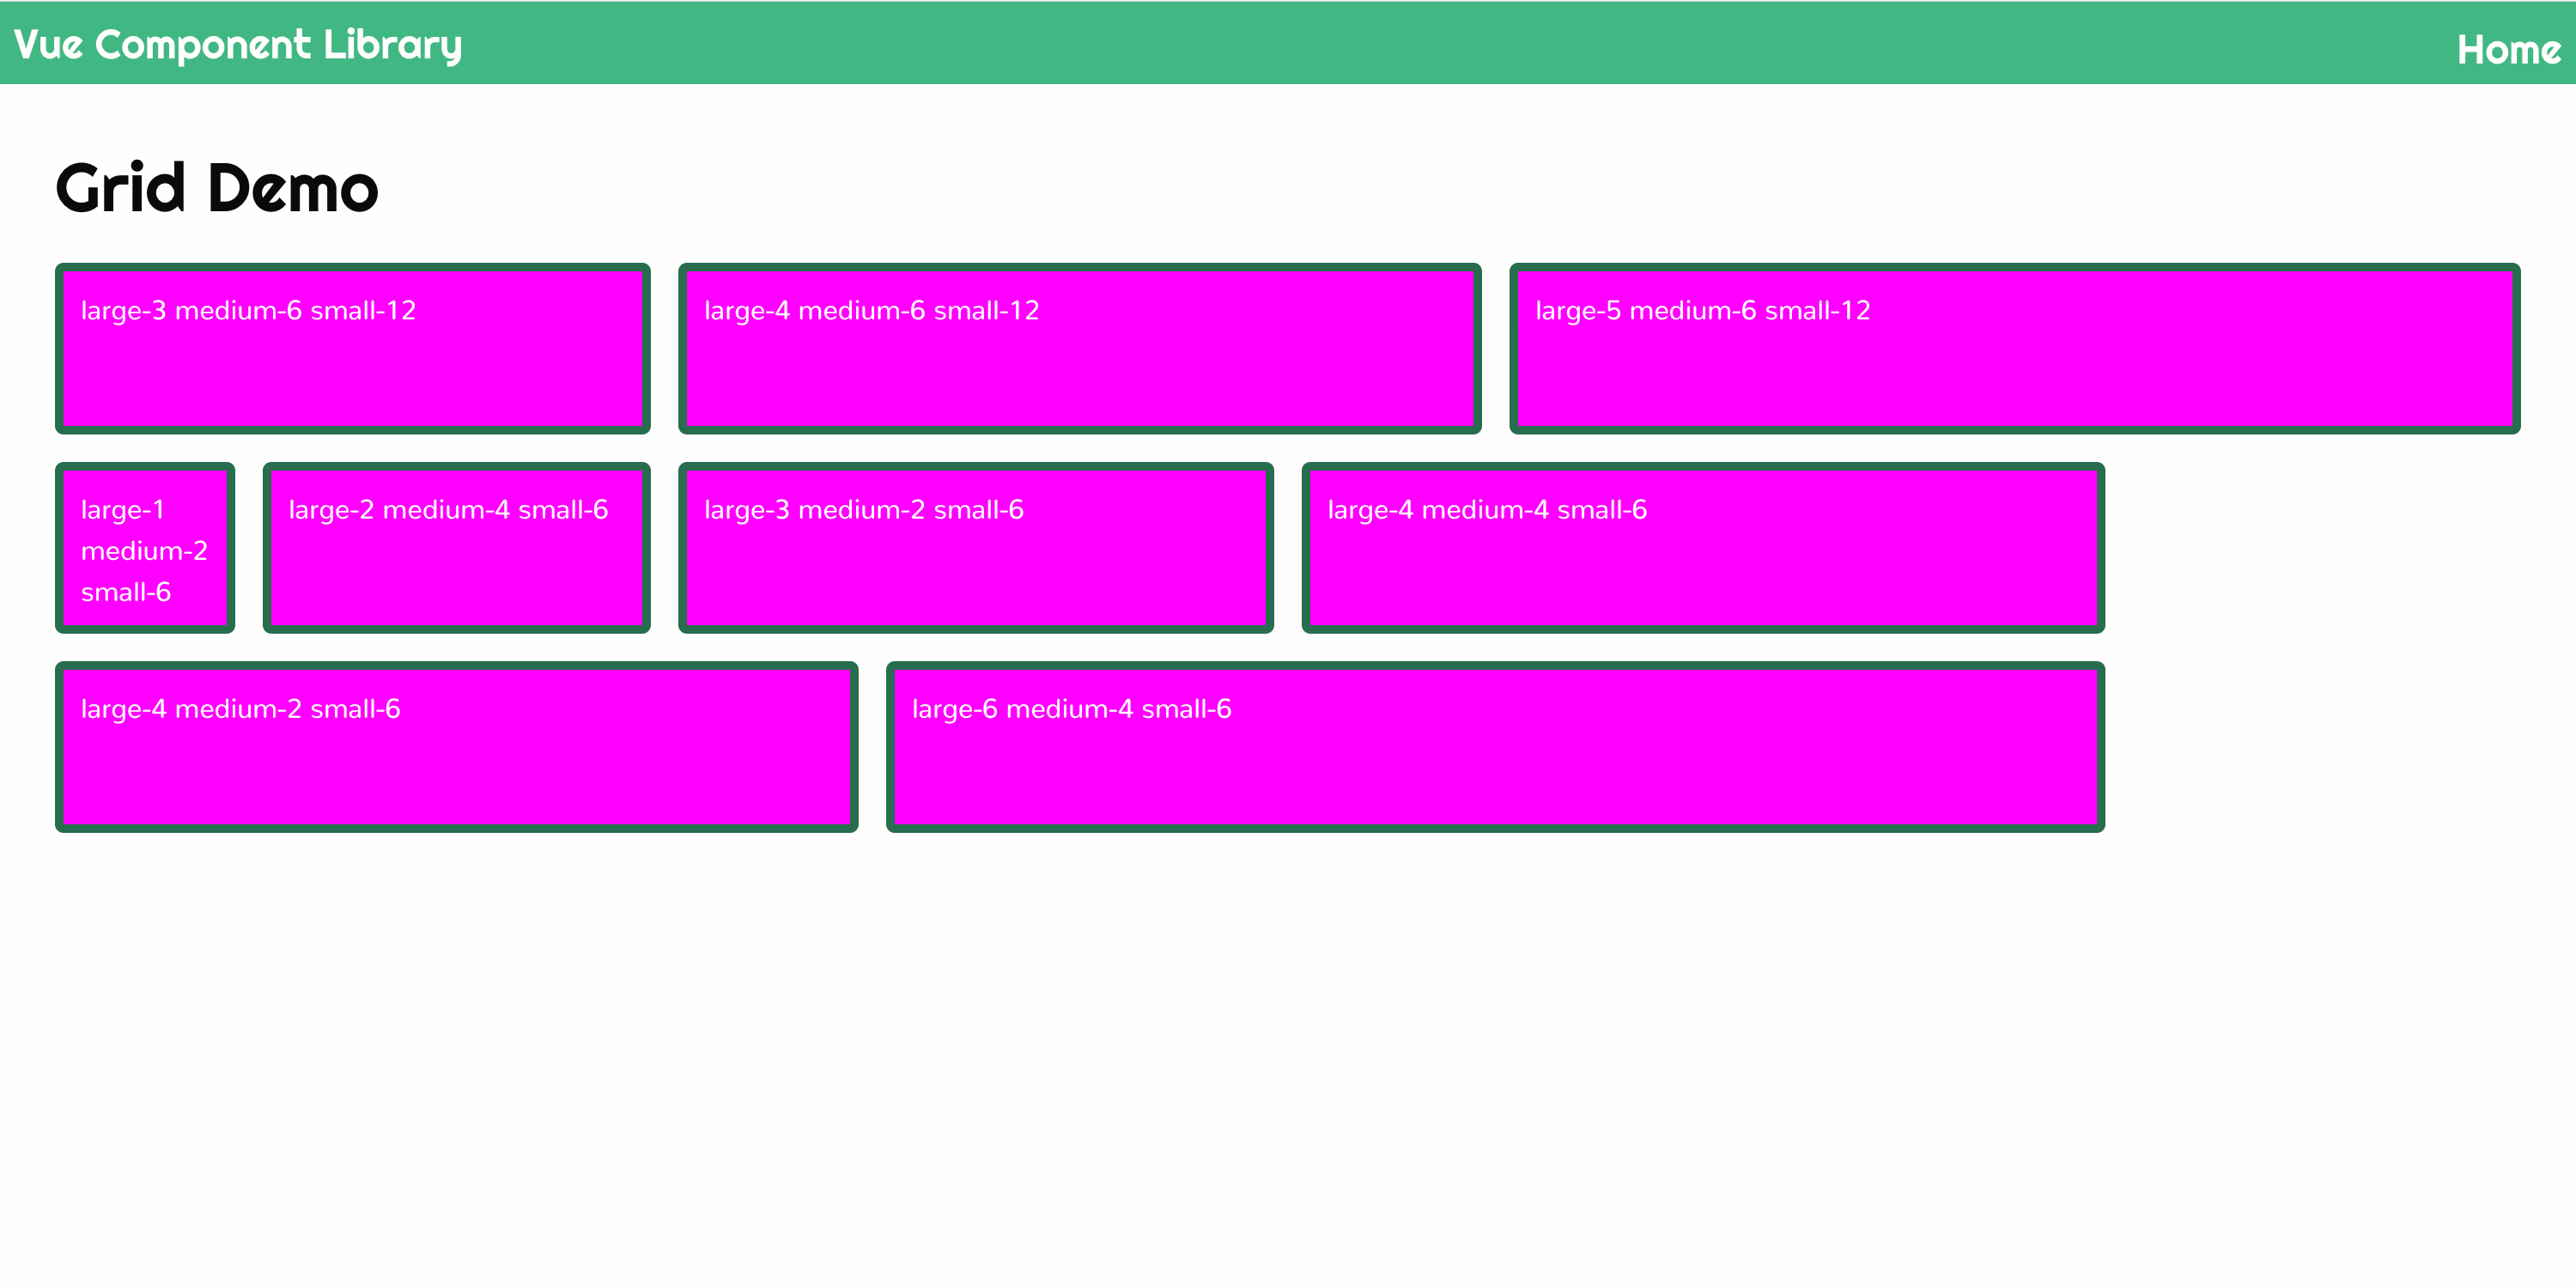 Vue Component Library
Home
Grid Demo
large-3 medium-6 small-12
large-4 medium-6 small-12
large-5 medium-6 small-12
large-1
medium-2
small-6
large-2 medium-4 small-6
large-3 medium-2 small-6
large-4 medium-4 small-6
large-4 medium-2 small-6
large-6 medium-4 small-6